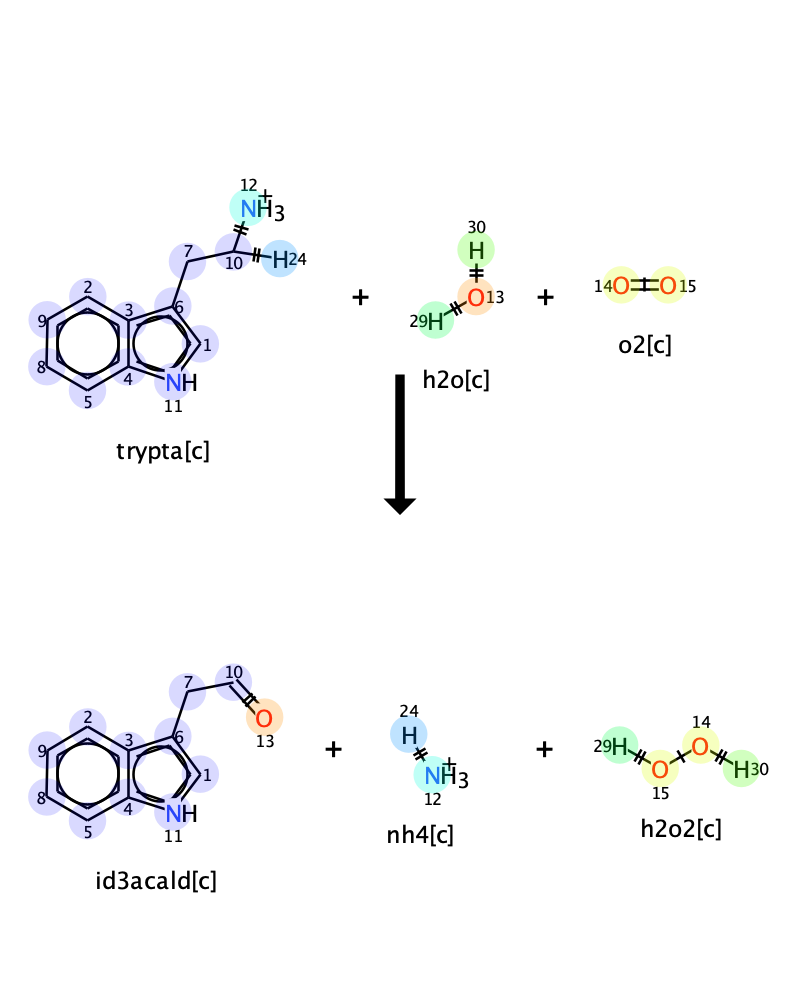 12
NH3+
7
10
H24
2
9
3
6
1
8
4
NH
5
11
trypta[c]
+
30
H
O13
29H
h2o[c]
+
14O O15
o2[c]
7
10
O
13
2
9
3
6
1
8
4
NH
5
11
id3acald[c]
+
24
H
NH3+
12
nh4[c]
+
14
29H O
O H30
15
h2o2[c]